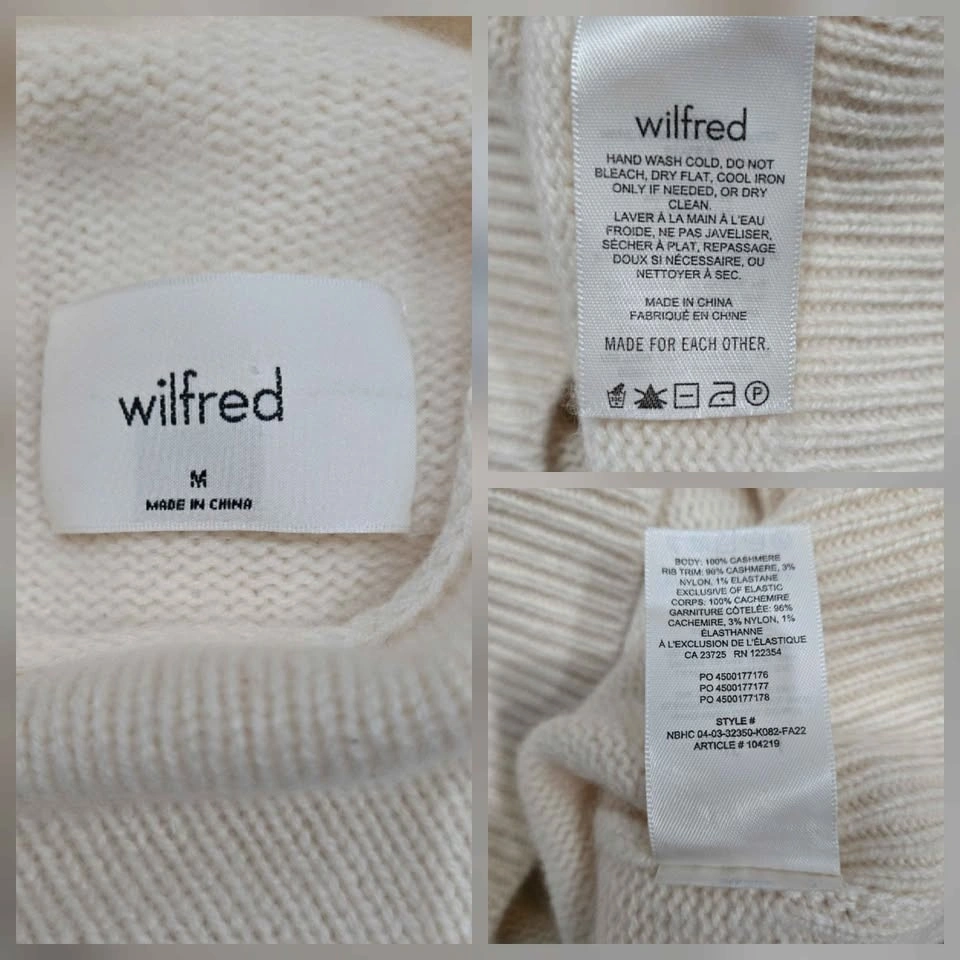 wilfred
M
MADE IN CHINA
wilfred
HAND WASH COLD, DO NOT
BLEACH, DRY FLAT, COOL IRON
ONLY IF NEEDED, OR DRY
CLEAN.
LAVER À LA MAIN À L'EAU
FROIDE, NE PAS JAVELISER,
SÉCHER À PLAT, REPASSAGE
DOUX SI NÉCESSAIRE, OU
NETTOYER À SEC.
MADE IN CHINA
FABRIQUÉ EN CHINE
MADE FOR EACH OTHER.
P
BODY: 100% CASHMERE
RIB TRIM: 96% CASHMERE, 3%
NYLON, 1% ELASTANE
EXCLUSIVE OF ELASTIC
CORPS: 100% CACHEMIRE
GARNITURE CÔTELÉE: 96%
CACHEMIRE, 3% NYLON, 1%
ÉLASTHANNE
À L'EXCLUSION DE L'ÉLASTIQUE
CA 23725 RN 122354
PO 4500177176
PO 4500177177
PO 4500177178
STYLE #
NBHC 04-03-32350-K082-FA22
ARTICLE # 104219